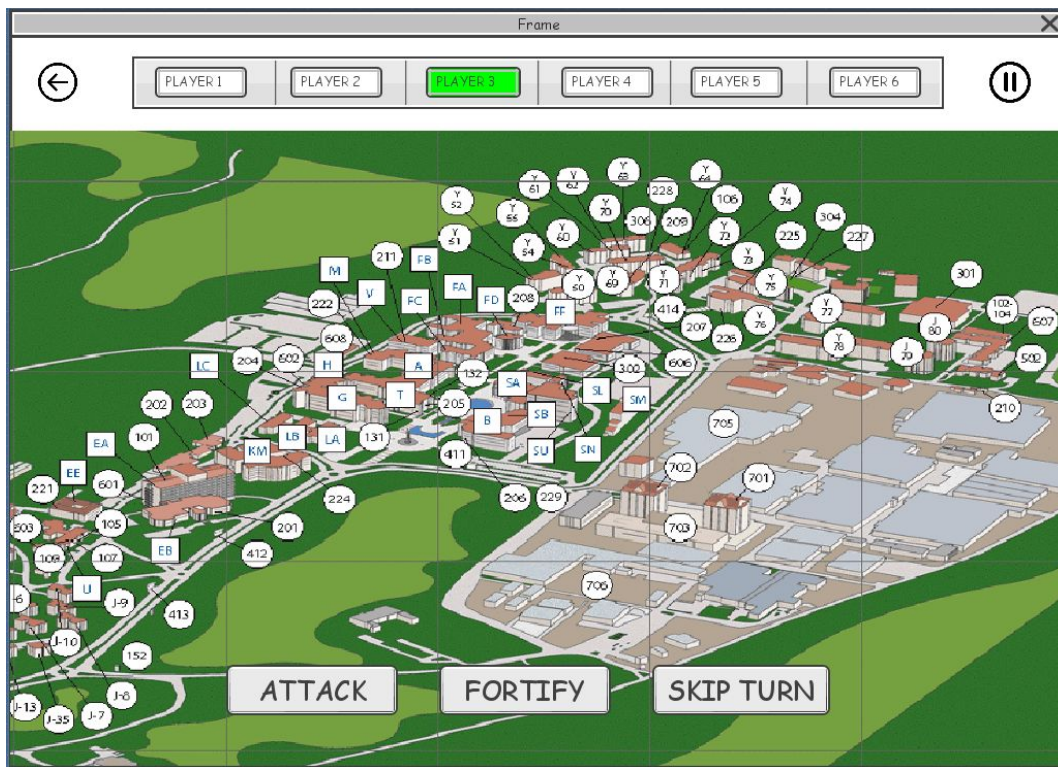 Frame
PLAYER 1
PLAYER 2
PLAYER 3
PLAYER 4
PLAYER 5
PLAYER 6
Y 61
Y 62
Y 63
228
Y 64
Y 52
Y 55
Y 70
306
209
106
Y 74
Y 51
Y 54
Y 60
Y 72
225
304
227
M
211
FB
Y 73
V
FC
FA
FD
208
FF
Y 50
Y 69
Y 71
Y 75
301
222
414
Y 76
Y 77
J 80
102-104
607
608
207
226
Y 78
J 79
502
LC
204
602
H
A
132
302
606
G
T
205
SA
SL
SM
210
202
203
B
SB
705
EA
101
KM
LB
LA
131
411
SU
SN
EE
702
701
221
601
224
206
229
603
105
201
703
109
107
EB
412
U
706
J-9
413
J-10
152
J-13
J-35
J-7
J-8
ATTACK
FORTIFY
SKIP TURN